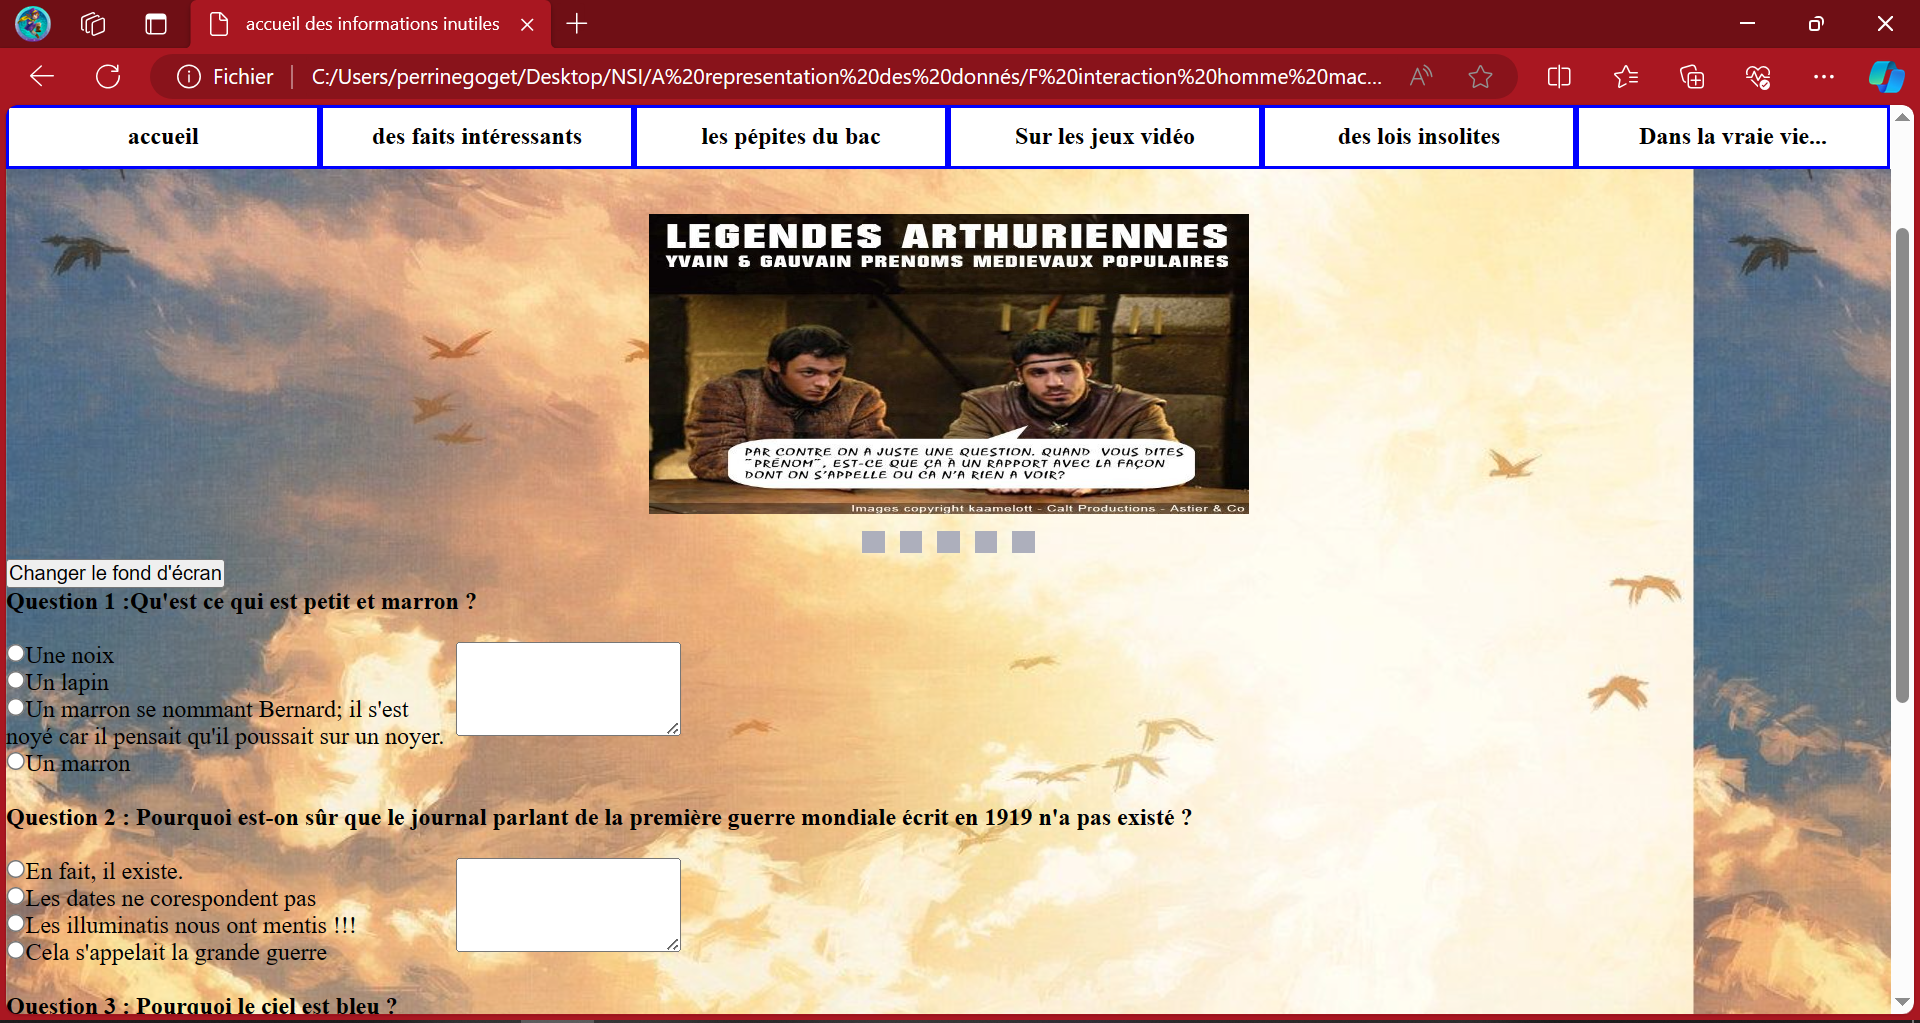 accueil des informations inutiles
Fichier C:/Users/perrinegoget/Desktop/NSI/A%20representation%20des%20donnés/F%20interaction%20homme%20mac...
accueil des faits intéressants les pépites du bac Sur les jeux vidéo des lois insolites Dans la vraie vie...
LEGENDES ARTHURIENNES
YVAIN & GAUVAIN PRENOMS MEDIEVAUX POPULAIRES
PAR CONTRE ON A JUSTE UNE QUESTION. QUAND VOUS DITES
"PRÉNOM", EST-CE QUE ÇA À UN RAPPORT AVEC LA FAÇON
DONT ON S'APPELLE OU CA N'A RIEN A VOIR?
Images copyright kaamelott - Calt Productions - Astier & Co
Changer le fond d'écran
Question 1 :Qu'est ce qui est petit et marron ?
Une noix
Un lapin
Un marron se nommant Bernard; il s'est
noyé car il pensait qu'il poussait sur un noyer.
Un marron
Question 2 : Pourquoi est-on sûr que le journal parlant de la première guerre mondiale écrit en 1919 n'a pas existé ?
En fait, il existe.
Les dates ne corespondent pas
Les illuminatis nous ont mentis !!!
Cela s'appelait la grande guerre
Question 3 : Pourquoi le ciel est bleu ?